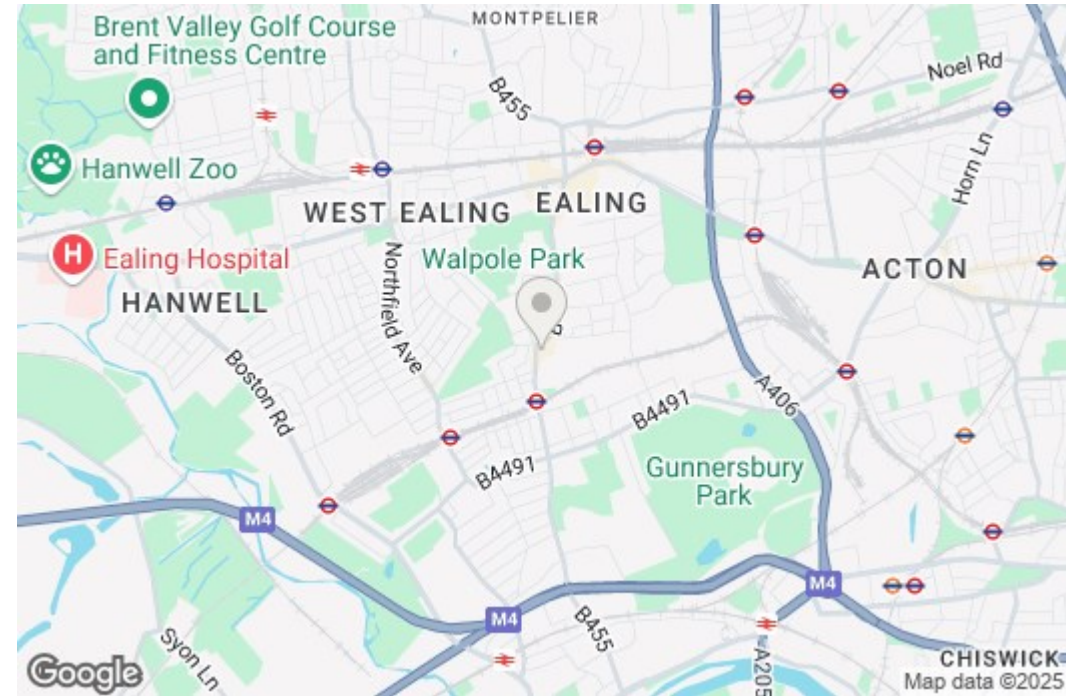 MONTPELIER
Brent Valley Golf Course
and Fitness Centre
Noel Rd
B455
Horn Ln
Hanwell Zoo
WEST EALING
EALING
H
Ealing Hospital
Walpole Park
ACTON
HANWELL
Northfield Ave
Boston Rd
A406
B4491
B4491
Gunnersbury
Park
M4
M4
M4
B455
A205
Syon Ln
CHISWICK
Google
Map data ©2025